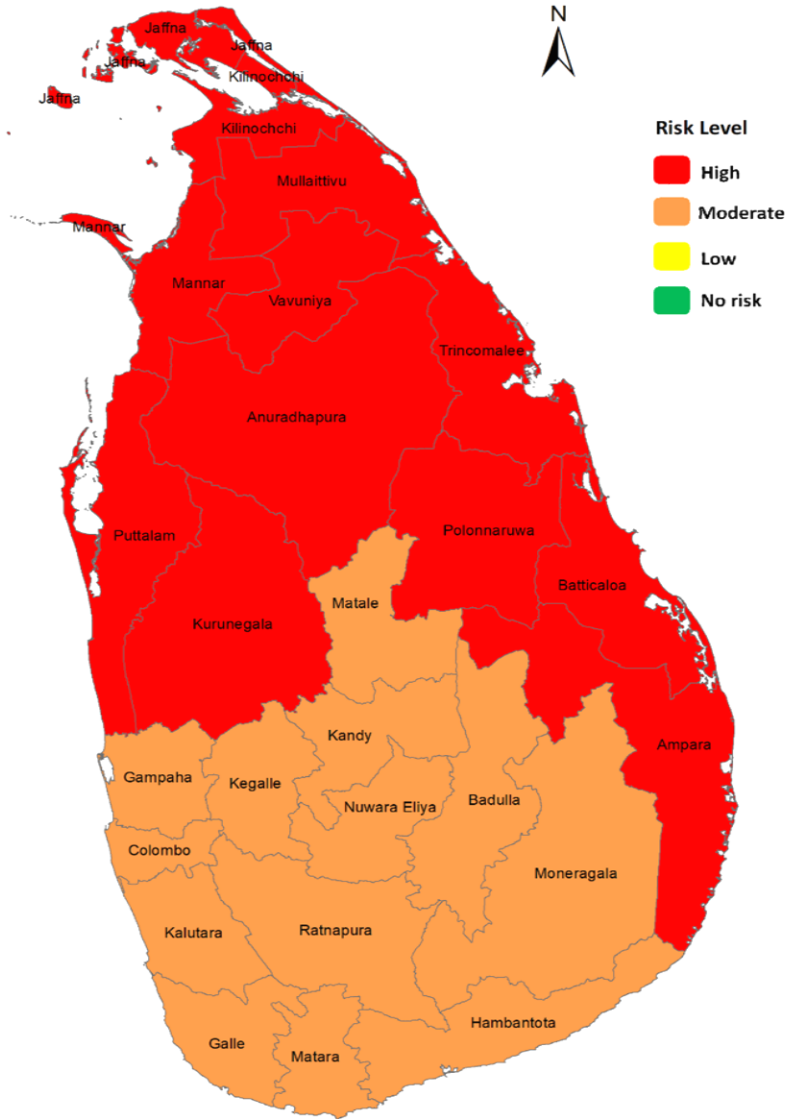 N
Jaffna
Jaffna
Jaffna
Kilinochchi
Jaffna
Kilinochchi
Mullaittivu
Mannar
Mannar
Vavuniya
Trincomalee
Anuradhapura
Puttalam
Polonnaruwa
Batticaloa
Matale
Kurunegala
Kandy
Ampara
Gampaha
Kegalle
Nuwara Eliya
Badulla
Colombo
Moneragala
Kalutara
Ratnapura
Hambantota
Galle
Matara
Risk Level
High
Moderate
Low
No risk